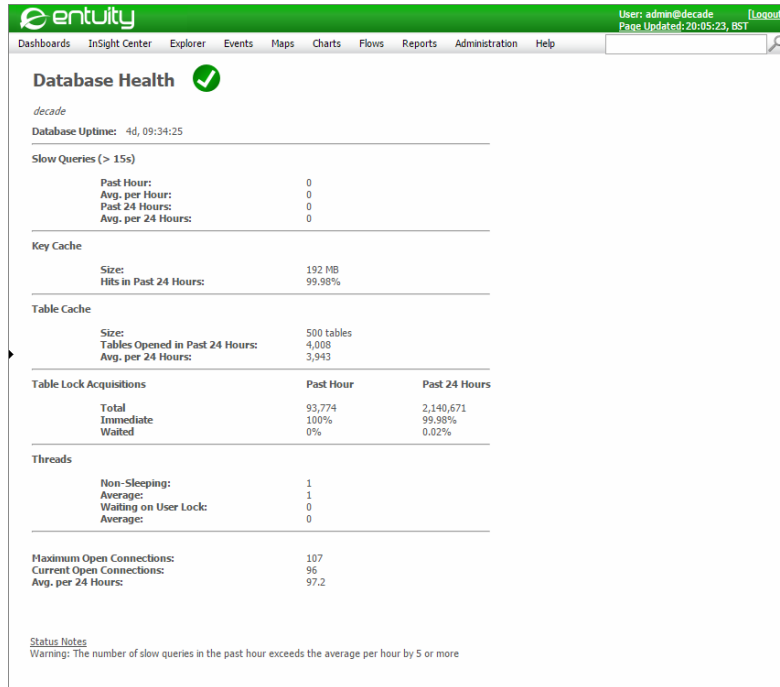 entuity
User: admin@decade [Logout
Page Updated: 20:05:23, BST
Dashboards InSight Center Explorer Events Maps Charts Flows Reports Administration Help
Database Health
decade
Database Uptime: 4d, 09:34:25
Slow Queries (> 15s)
Past Hour: 0
Avg. per Hour: 0
Past 24 Hours: 0
Avg. per 24 Hours: 0
Key Cache
Size: 192 MB
Hits in Past 24 Hours: 99.98%
Table Cache
Size: 500 tables
Tables Opened in Past 24 Hours: 4,008
Avg. per 24 Hours: 3,943
Table Lock Acquisitions Past Hour Past 24 Hours
Total 93,774 2,140,671
Immediate 100% 99.98%
Waited 0% 0.02%
Threads
Non-Sleeping: 1
Average: 1
Waiting on User Lock: 0
Average: 0
Maximum Open Connections: 107
Current Open Connections: 96
Avg. per 24 Hours: 97.2
Status Notes
Warning: The number of slow queries in the past hour exceeds the average per hour by 5 or more